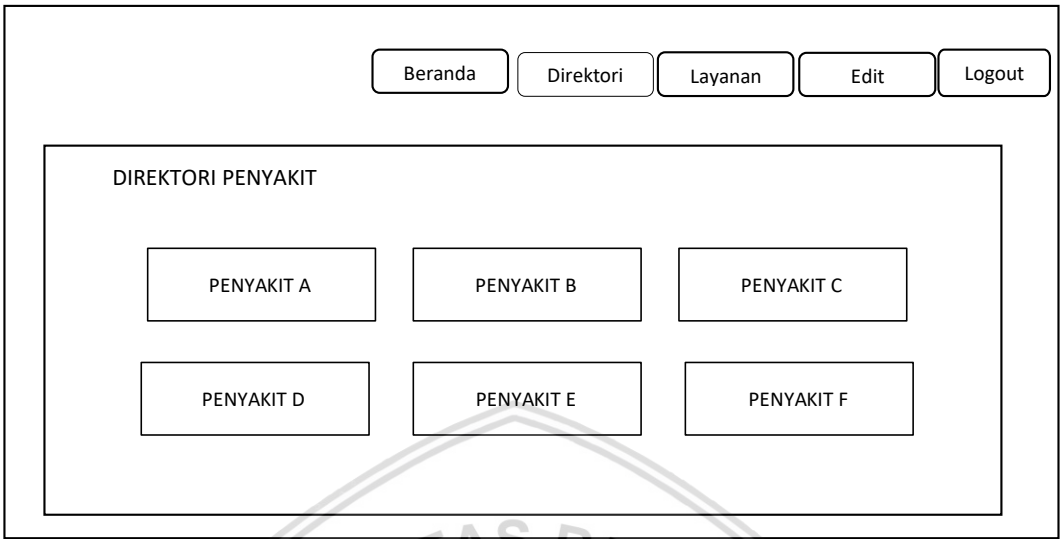 Beranda Direktori Layanan Edit Logout
DIREKTORI PENYAKIT
PENYAKIT A PENYAKIT B PENYAKIT C
PENYAKIT D PENYAKIT E PENYAKIT F